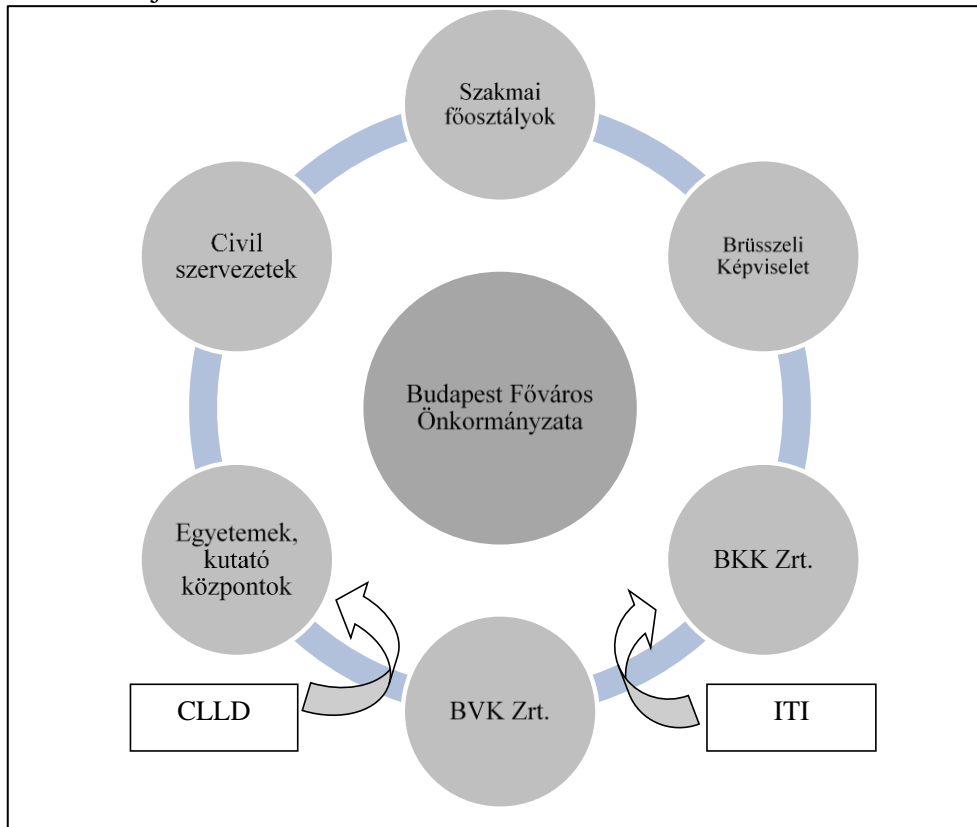 Szakmai
főosztályok
Civil
szervezetek
Brüsszeli
Képviselet
Budapest Főváros
Önkormányzata
Egyetemek,
kutató
központok
BKK Zrt.
CLLD
BVK Zrt.
ITI